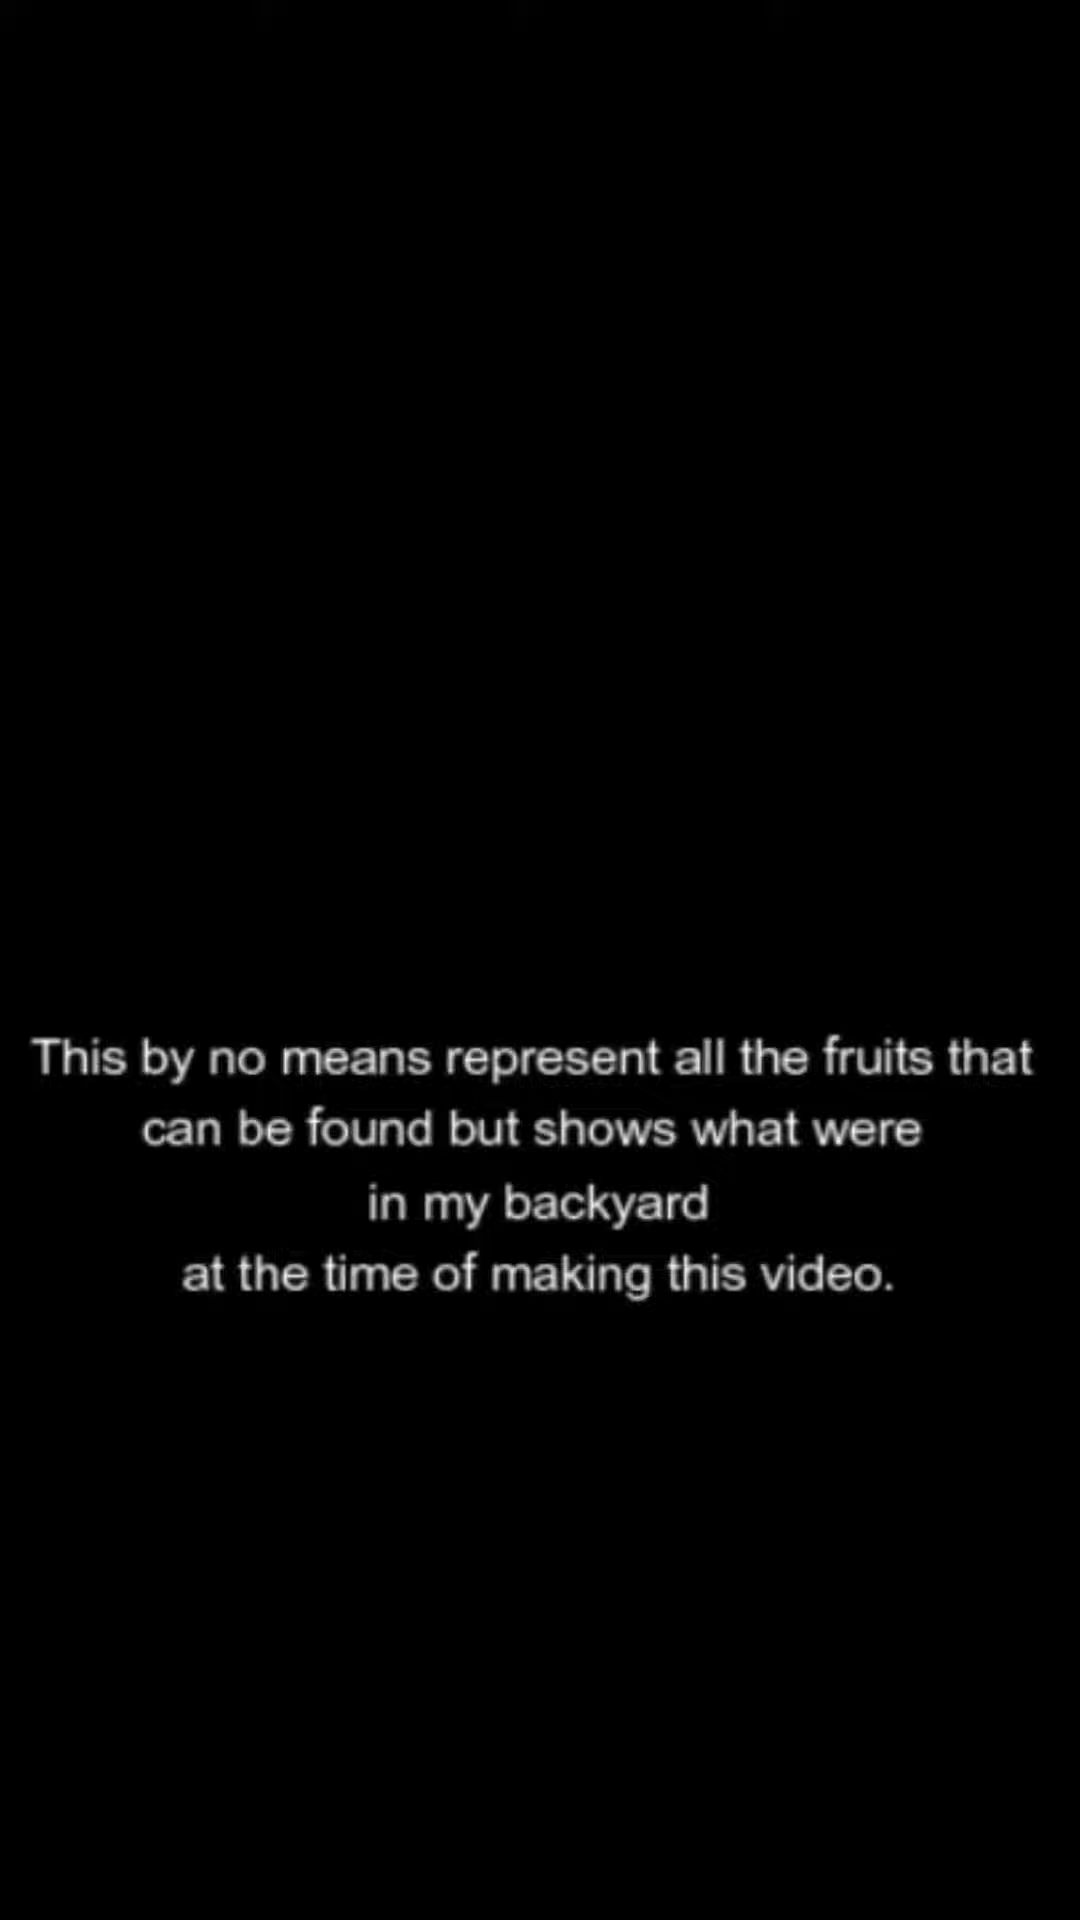 This by no means represent all the fruits that
can be found but shows what were
in my backyard
at the time of making this video.